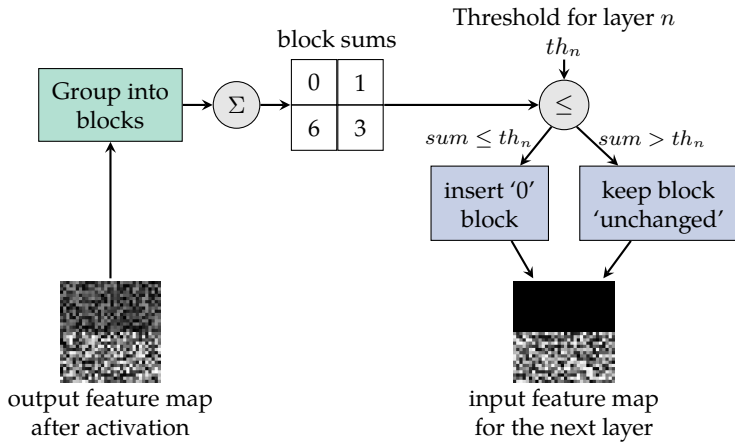 Threshold for layer n
th_n
block sums
Group into
blocks
Σ
0 1
6 3
≤
sum ≤ th_n
sum > th_n
insert ‘0’
block
keep block
‘unchanged’
output feature map
after activation
input feature map
for the next layer